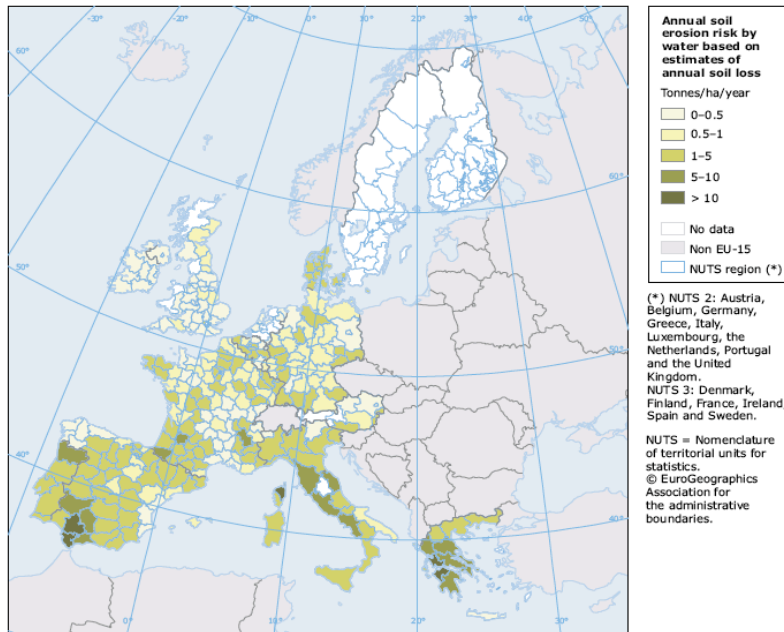 -30° -20° -10° 0° 10° 20° 30° 40° 50°
60°
50°
40°
60°
50°
40°
0° 10° 20° 30°
Annual soil
erosion risk by
water based on
estimates of
annual soil loss
Tonnes/ha/year
0–0.5
0.5–1
1–5
5–10
> 10
No data
Non EU-15
NUTS region (*)
(*) NUTS 2: Austria,
Belgium, Germany,
Greece, Italy,
Luxembourg, the
Netherlands, Portugal
and the United
Kingdom.
NUTS 3: Denmark,
Finland, France, Ireland,
Spain and Sweden.
NUTS = Nomenclature
of territorial units for
statistics.
© EuroGeographics
Association for
the administrative
boundaries.